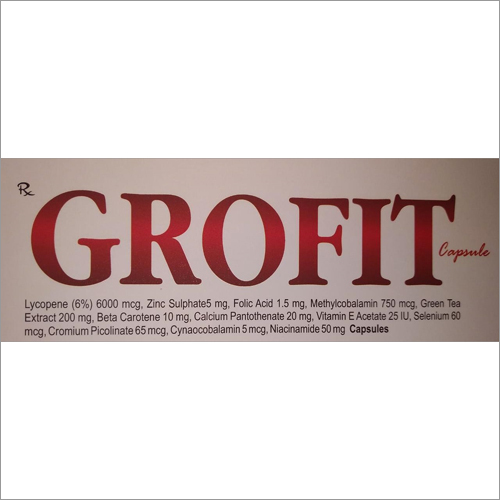 Rx
GROFIT
Capsule
Lycopene (6%) 6000 mcg, Zinc Sulphate5 mg, Folic Acid 1.5 mg, Methylcobalamin 750 mcg, Green Tea
Extract 200 mg, Beta Carotene 10 mg, Calcium Pantothenate 20 mg, Vitamin E Acetate 25 IU, Selenium 60
mcg, Cromium Picolinate 65 mcg, Cynaocobalamin 5 mcg, Niacinamide 50 mg Capsules